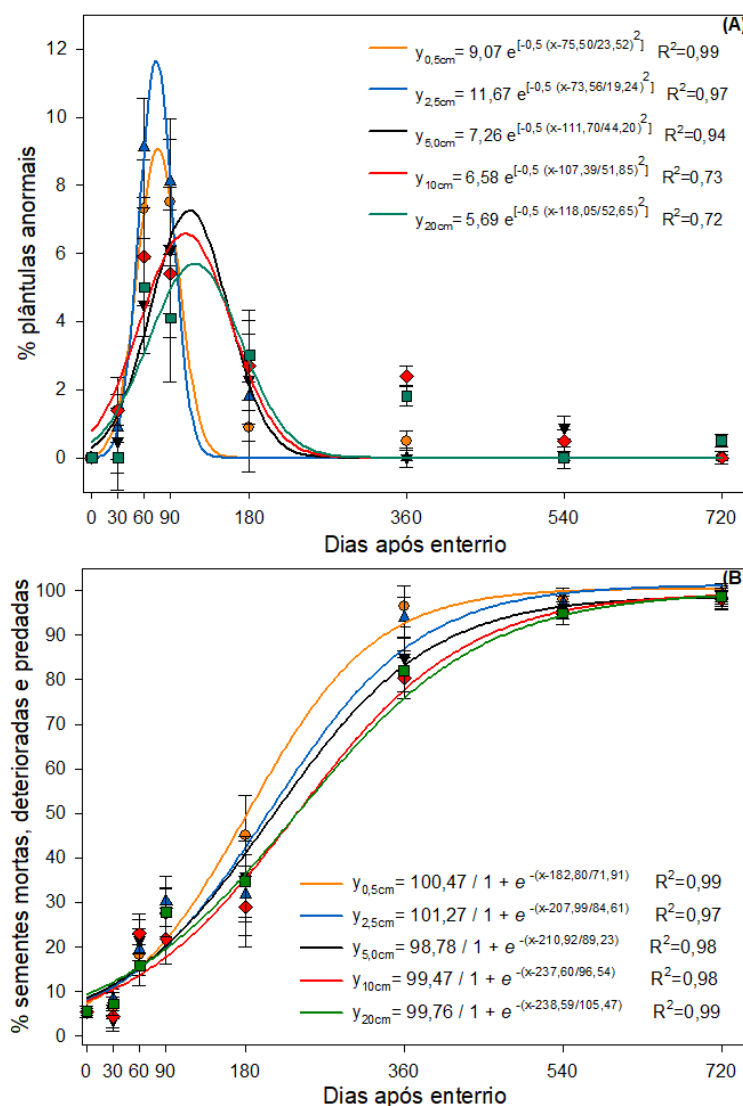 (A)
y0,5cm= 9,07 e[-0,5 (x-75,50/23,52)2] R2=0,99
y2,5cm= 11,67 e[-0,5 (x-73,56/19,24)2] R2=0,97
y5,0cm= 7,26 e[-0,5 (x-111,70/44,20)2] R2=0,94
y10cm= 6,58 e[-0,5 (x-107,39/51,85)2] R2=0,73
y20cm= 5,69 e[-0,5 (x-118,05/52,65)2] R2=0,72
% plântulas anormais
12
10
8
6
4
2
0
0 30 60 90 180 360 540 720
Dias após enterrio
(B
% sementes mortas, deterioradas e predadas
100
90
80
70
60
50
40
30
20
10
0
y0,5cm= 100,47 / 1 + e -(x-182,80/71,91) R2=0,99
y2,5cm= 101,27 / 1 + e -(x-207,99/84,61) R2=0,97
y5,0cm= 98,78 / 1 + e -(x-210,92/89,23) R2=0,98
y10cm= 99,47 / 1 + e -(x-237,60/96,54) R2=0,98
y20cm= 99,76 / 1 + e -(x-238,59/105,47) R2=0,99
0 30 60 90 180 360 540 720
Dias após enterrio